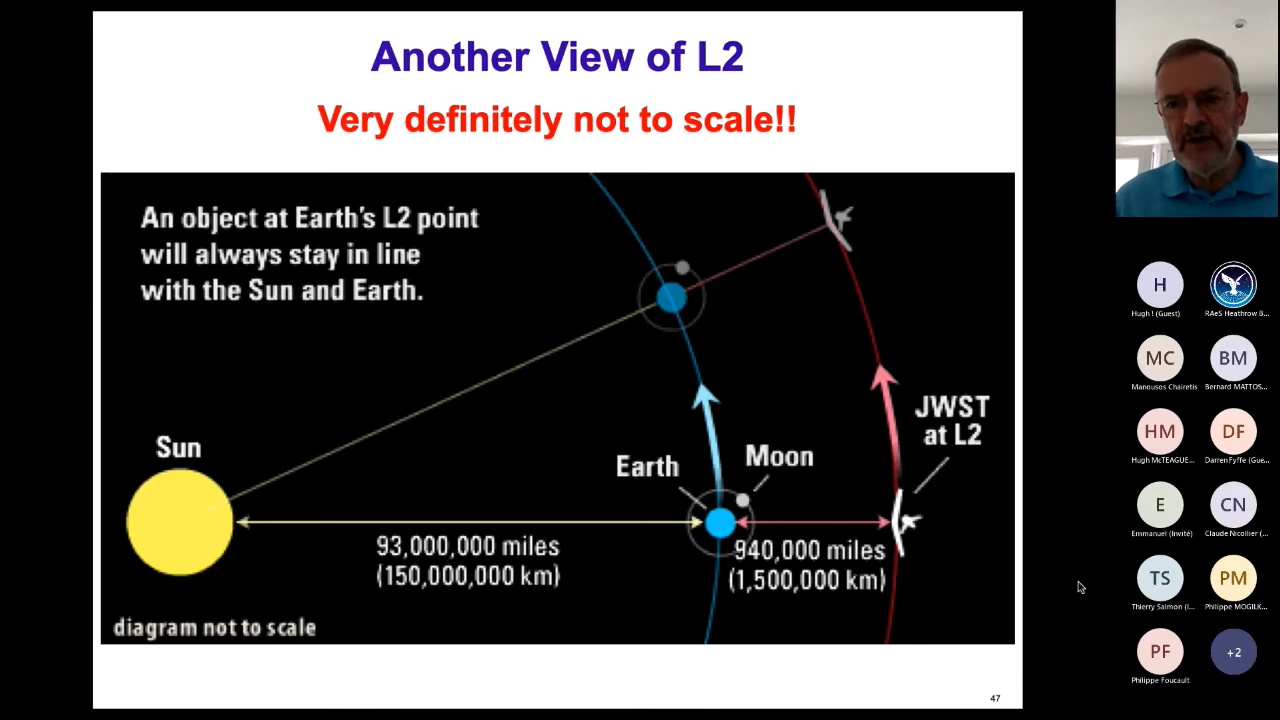 Another View of L2
Very definitely not to scale!!
An object at Earth's L2 point
will always stay in line
with the Sun and Earth.
Sun
Earth
Moon
JWST
at L2
93,000,000 miles
(150,000,000 km)
940,000 miles
(1,500,000 km)
diagram not to scale
47
H
Hugh ! (Guest)
RAeS Heathrow B...
MC
Manousos Chairetis
BM
Bernard MATTOS...
HM
Hugh McTEAGUE...
DF
Darren Fyffe (Gue...
E
Emmanuel (Invité)
CN
Claude Nicollier (...
TS
Thierry Salmon (I...
PM
Philippe MOGILK...
PF
Philippe Foucault
+2